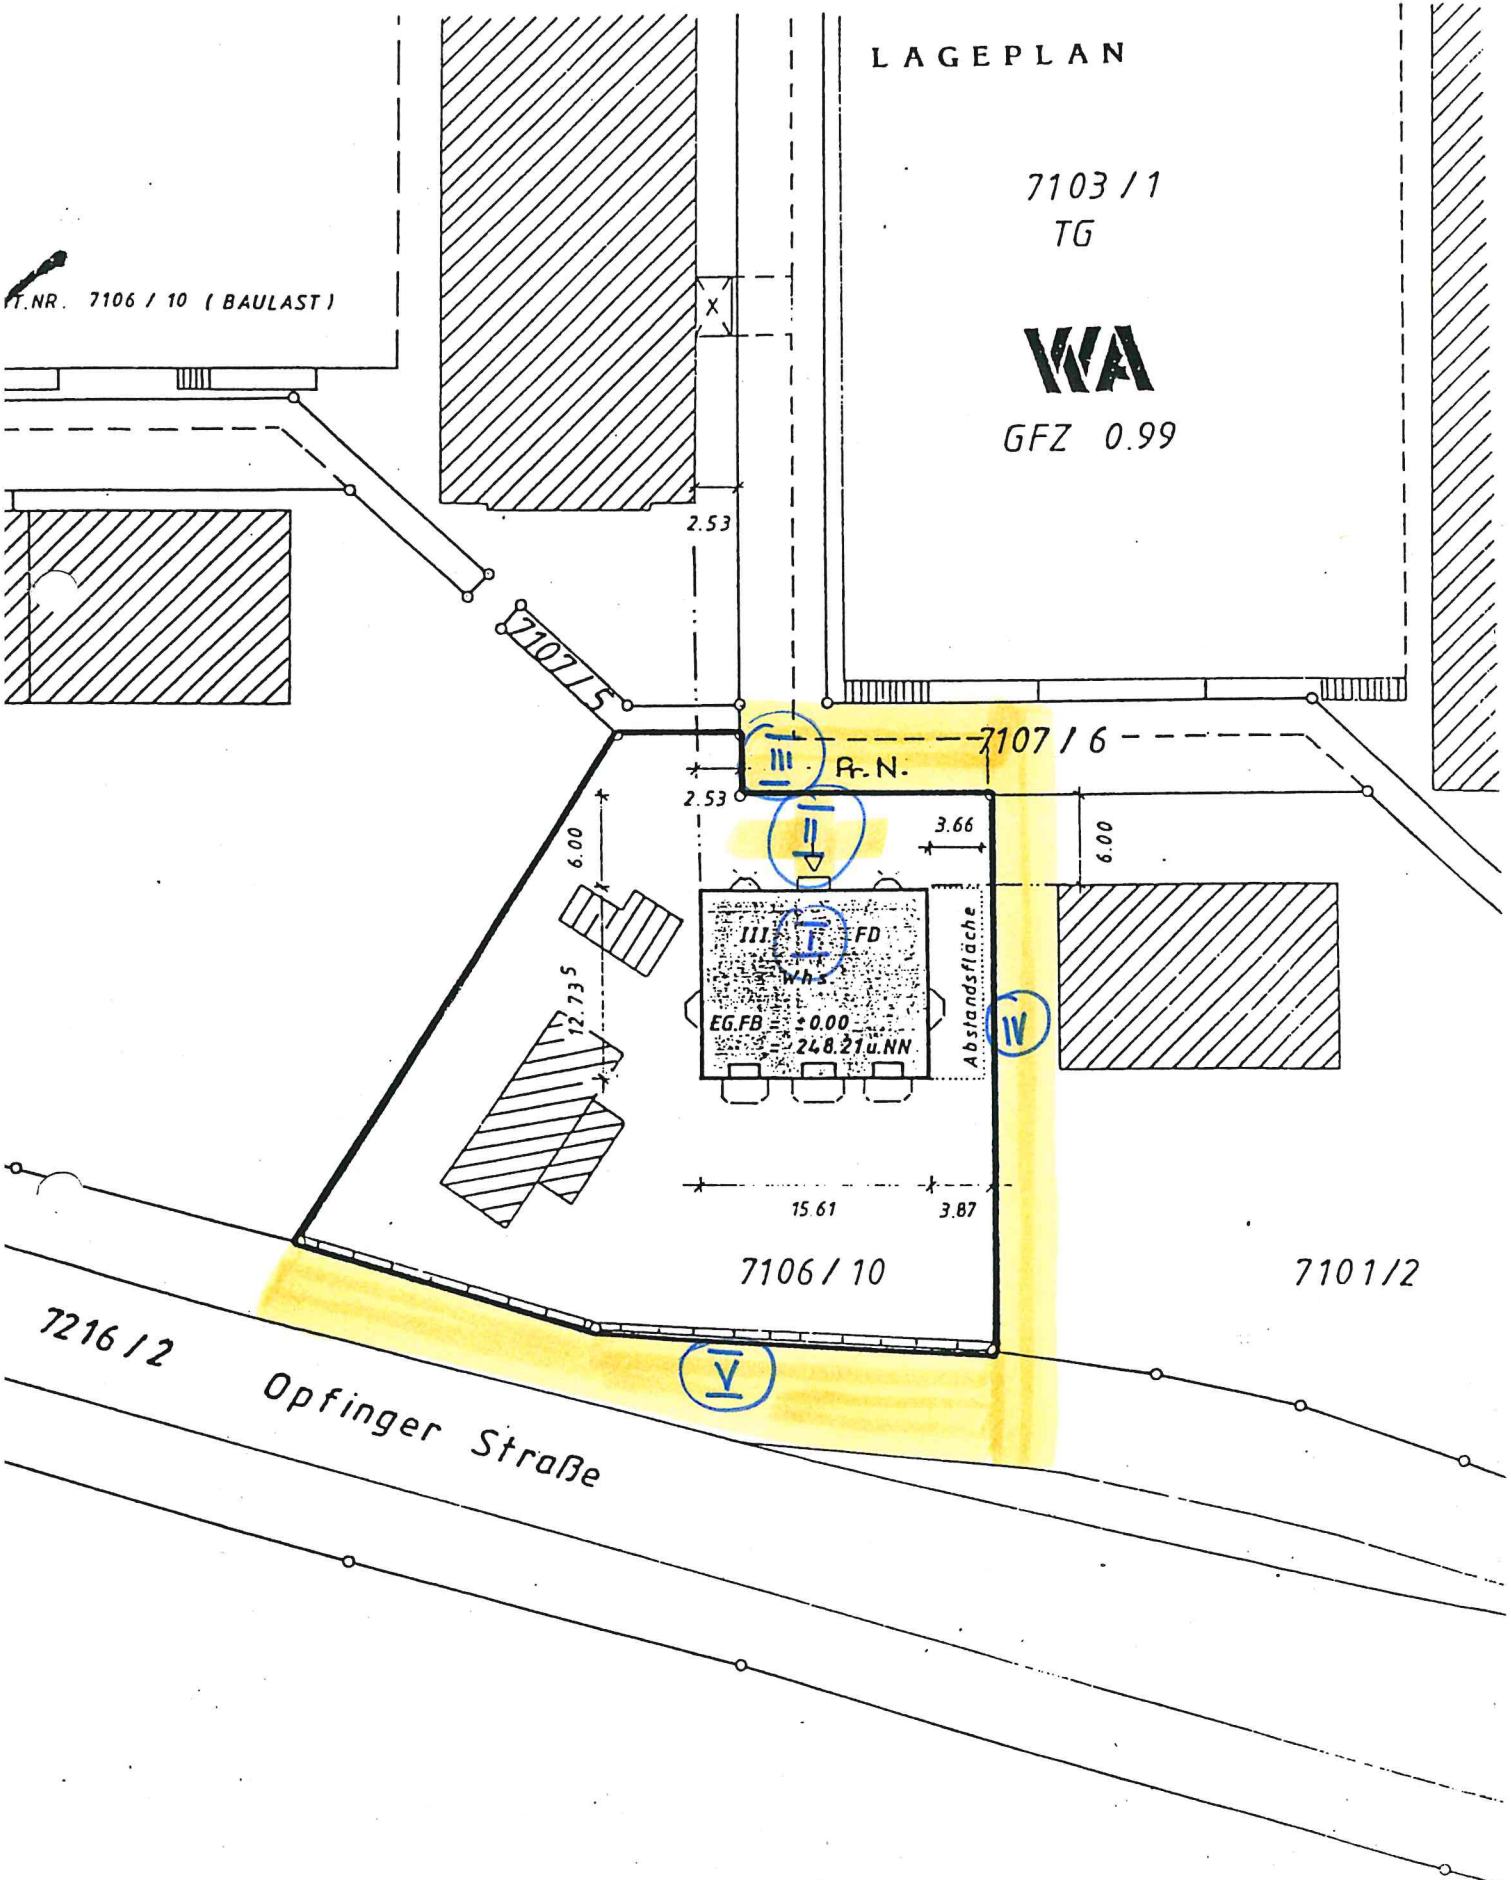 LAGEPLAN
7103 / 1
TG
T.NR. 7106 / 10 ( BAULAST )
X
WA
GFZ 0.99
2.53
7107 / 5
III
7107 / 6
Pr. N.
2.53
II
3.66
6.00
6.00
III
I
FD
Whs
Abstandsfläche
12.735
EG.FB = ±0.00
= 248.21 ü.NN
IV
15.61
3.87
7106 / 10
7101/2
7216 / 2
V
Opfinger Straße